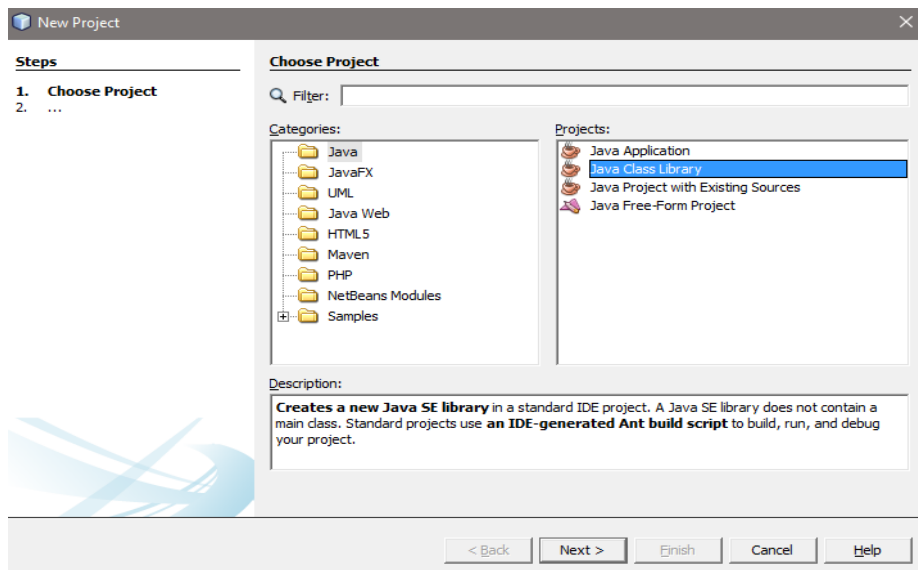 New Project
Steps
1. Choose Project
2. ...
Choose Project
Filter:
Categories:
Java
JavaFX
UML
Java Web
HTML5
Maven
PHP
NetBeans Modules
Samples
Projects:
Java Application
Java Class Library
Java Project with Existing Sources
Java Free-Form Project
Description:
Creates a new Java SE library in a standard IDE project. A Java SE library does not contain a
main class. Standard projects use an IDE-generated Ant build script to build, run, and debug
your project.
< Back Next > Finish Cancel Help